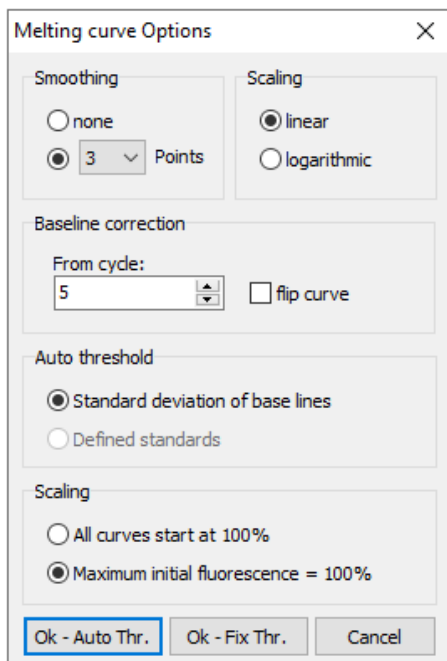 Melting curve Options
Smoothing
none
3 Points
Scaling
linear
logarithmic
Baseline correction
From cycle:
5
flip curve
Auto threshold
Standard deviation of base lines
Defined standards
Scaling
All curves start at 100%
Maximum initial fluorescence = 100%
Ok - Auto Thr. Ok - Fix Thr. Cancel